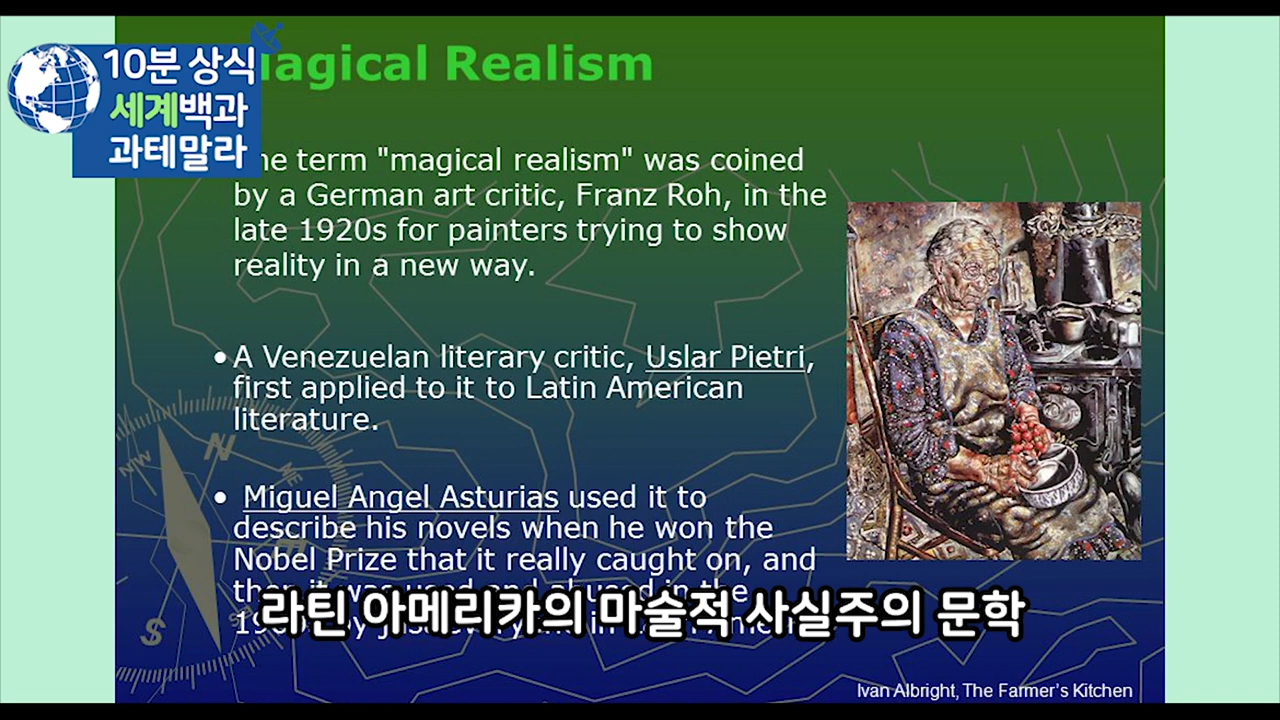 10분 상식
세계백과
과테말라
agical Realism
he term "magical realism" was coined
by a German art critic, Franz Roh, in the
late 1920s for painters trying to show
reality in a new way.
•A Venezuelan literary critic, Uslar Pietri,
first applied to it to Latin American
literature.
• Miguel Angel Asturias used it to
describe his novels when he won the
Nobel Prize that it really caught on, and
the
라틴 아메리카의 마술적 사실주의 문학
NW
N
NE
S
Ivan Albright, The Farmer's Kitchen